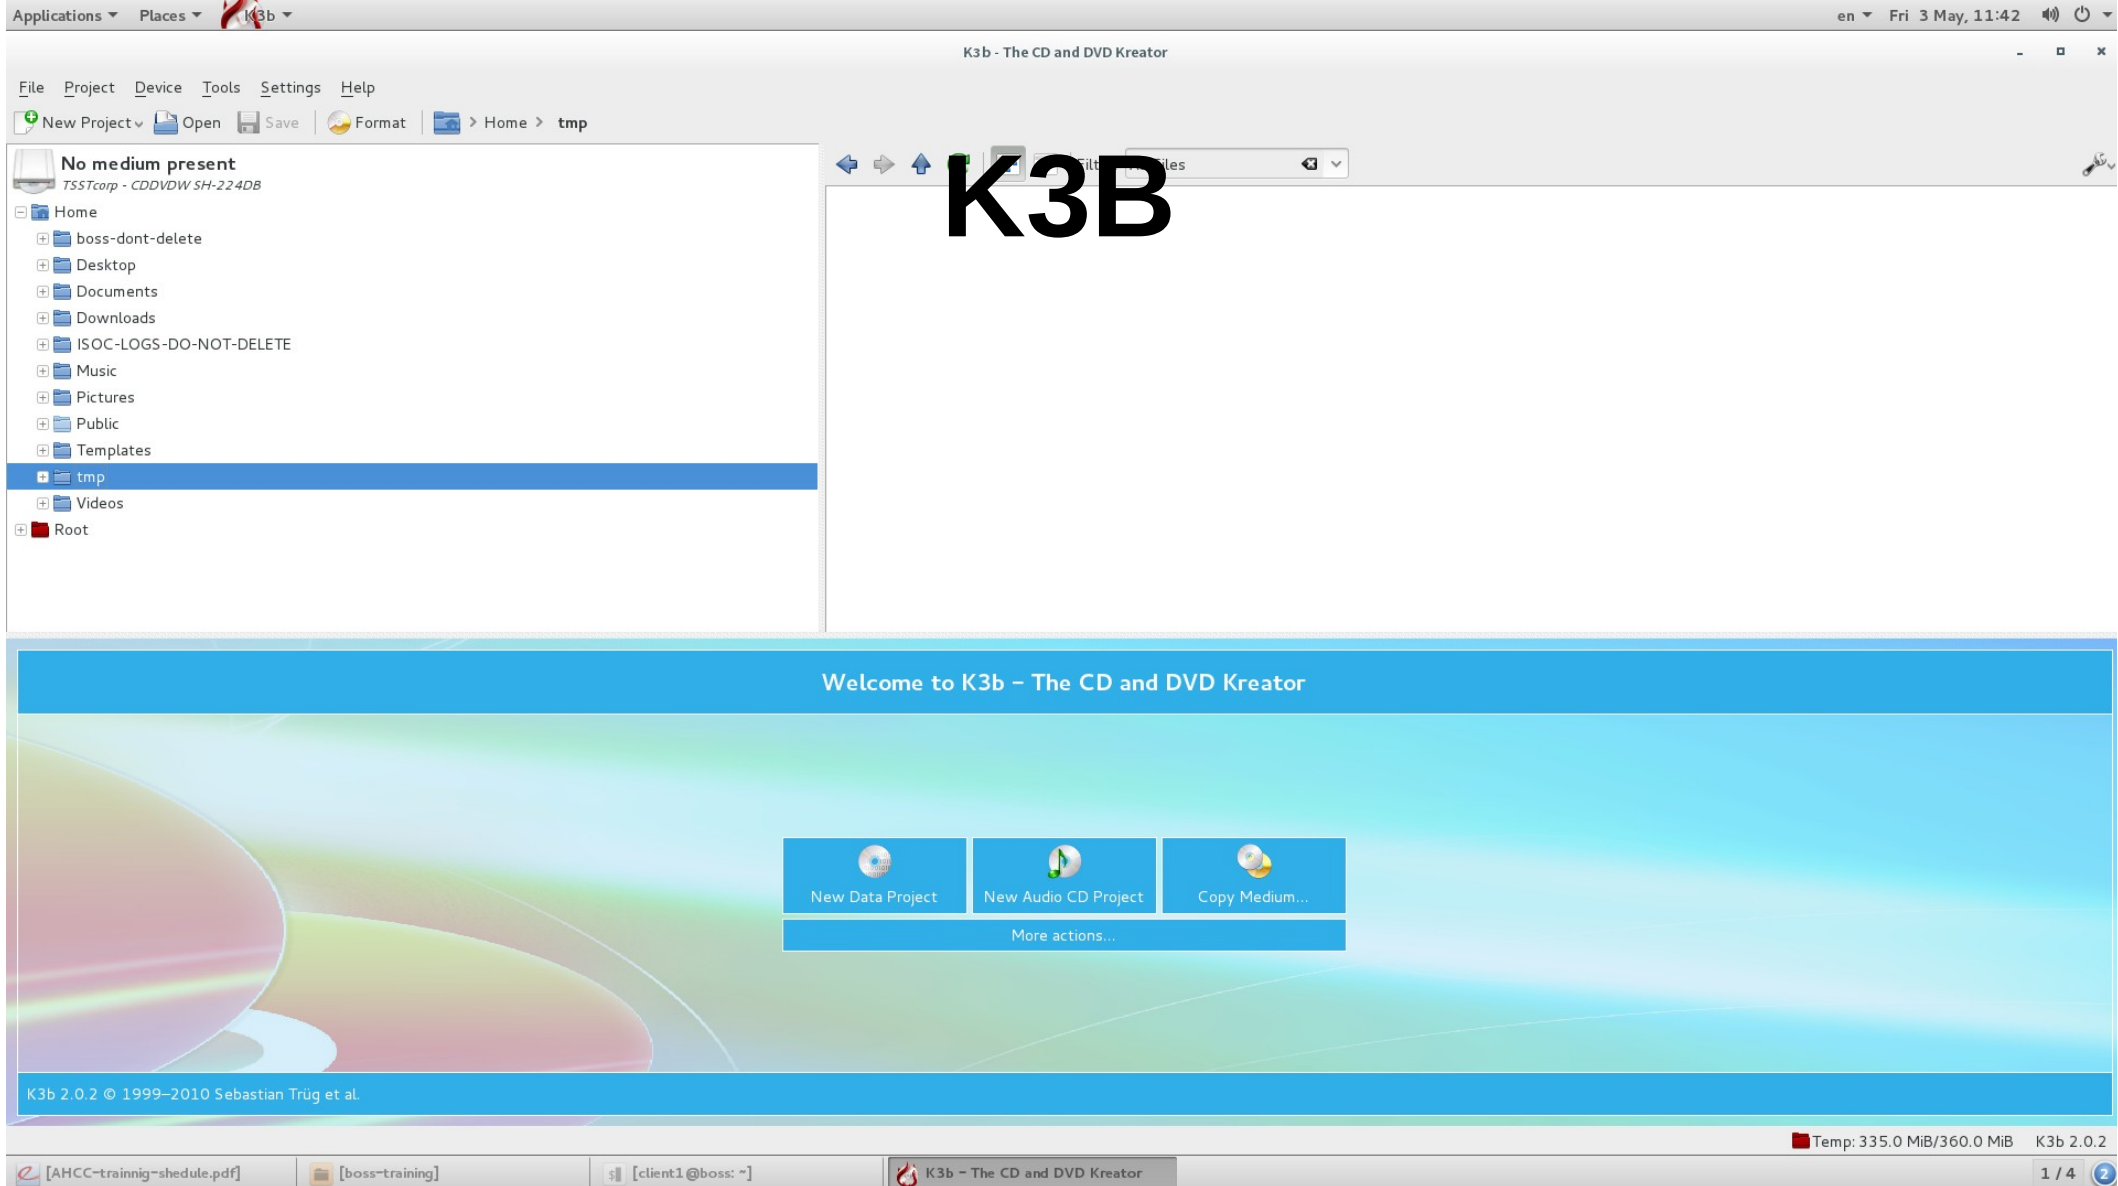 Applications Places K3b en Fri 3 May, 11:42
K3b - The CD and DVD Kreator
File Project Device Tools Settings Help
New Project Open Save Format > Home > tmp
No medium present
TSSTcorp - CDDVDW SH-224DB
K3B
Home
boss-dont-delete
Desktop
Documents
Downloads
ISOC-LOGS-DO-NOT-DELETE
Music
Pictures
Public
Templates
tmp
Videos
Root
Welcome to K3b – The CD and DVD Kreator
New Data Project New Audio CD Project Copy Medium...
More actions...
K3b 2.0.2 © 1999–2010 Sebastian Trüg et al.
Temp: 335.0 MiB/360.0 MiB K3b 2.0.2
[AHCC-trainnig-shedule.pdf] [boss-training] [client1@boss: ~] K3b – The CD and DVD Kreator 1 / 4 2